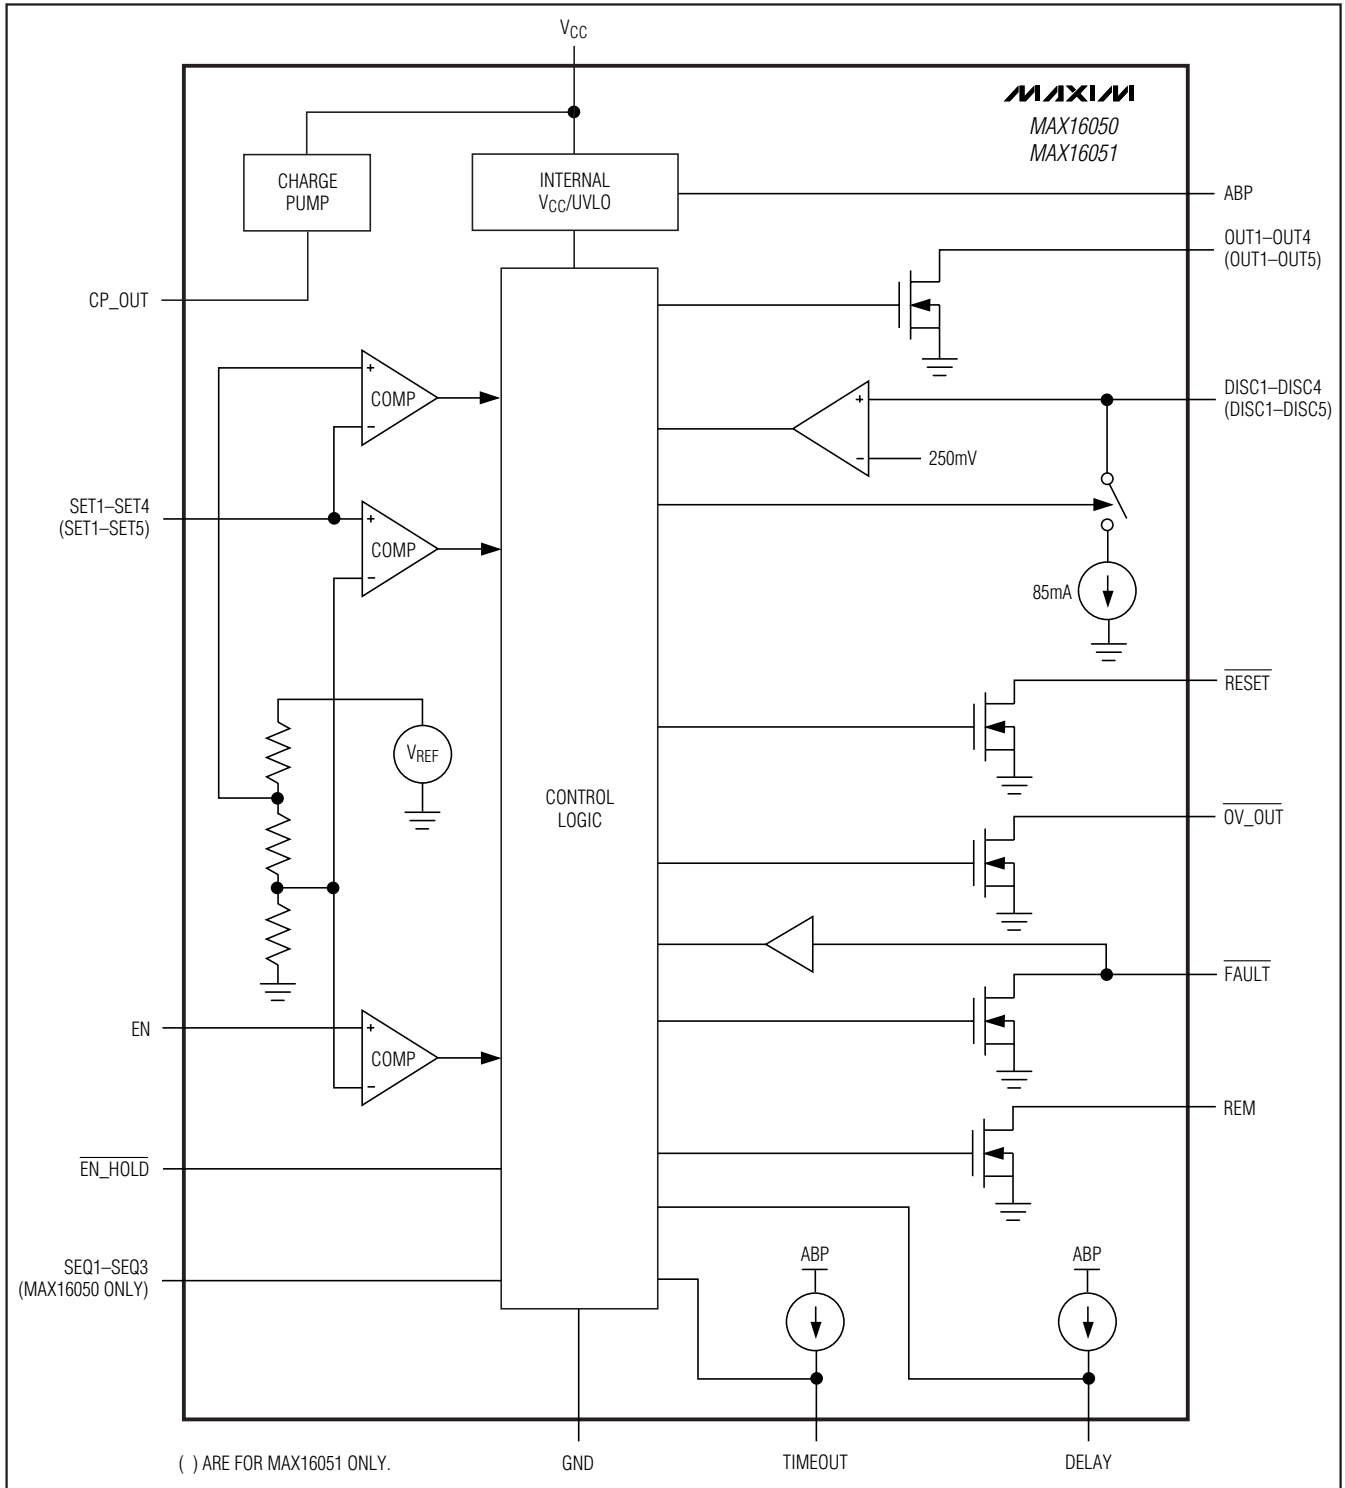 VCC
MAXIM
MAX16050
MAX16051
CHARGE
PUMP
INTERNAL
VCC/UVLO
ABP
OUT1–OUT4
(OUT1–OUT5)
CP_OUT
+
COMP
−
DISC1–DISC4
(DISC1–DISC5)
+
−
250mV
SET1–SET4
(SET1–SET5)
+
COMP
−
85mA
RESET
VREF
CONTROL
LOGIC
OV_OUT
FAULT
EN
+
COMP
−
REM
EN_HOLD
SEQ1–SEQ3
(MAX16050 ONLY)
ABP
ABP
( ) ARE FOR MAX16051 ONLY.
GND
TIMEOUT
DELAY